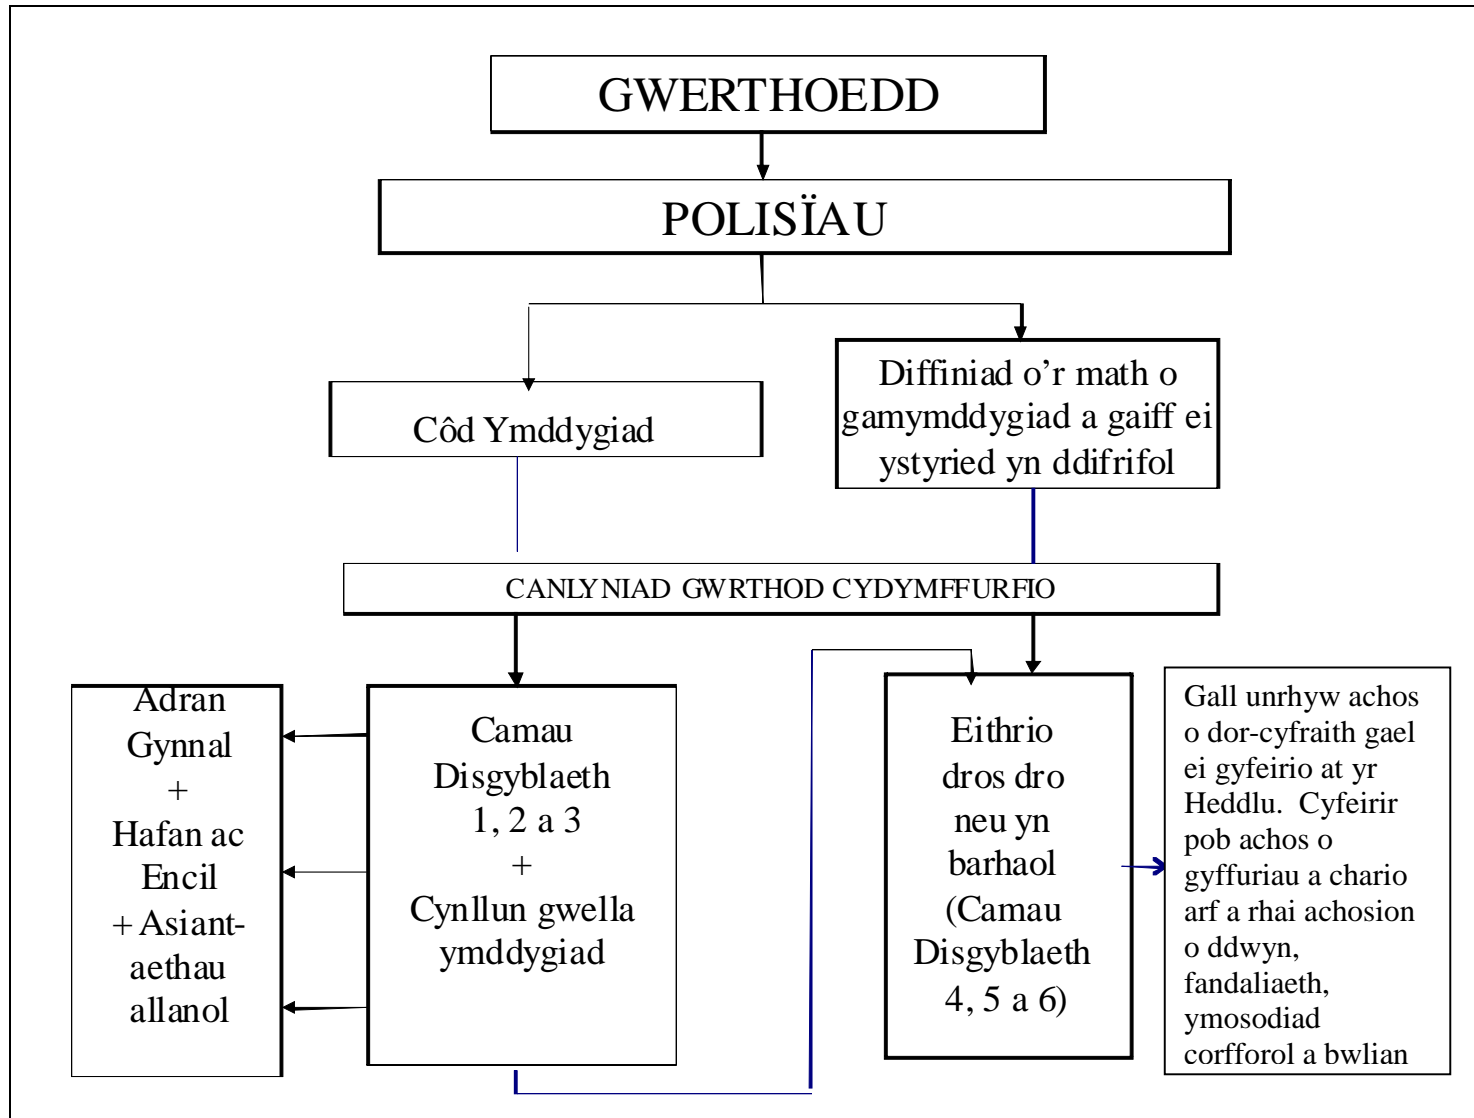 GWERTHOEDD
POLISÏAU
Côd Ymddygiad
Diffiniad o'r math o
gamymddygiad a gaiff ei
ystyried yn ddifrifol
CANLYNIAD GWRTHOD CYDYMFFURFIO
Adran
Gynnal
+
Hafan ac
Encil
+ Asiant-
aethau
allanol
Camau
Disgyblaeth
1, 2 a 3
+
Cynllun gwella
ymddygiad
Eithrio
dros dro
neu yn
barhaol
(Camau
Disgyblaeth
4, 5 a 6)
Gall unrhyw achos
o dor-cyfraith gael
ei gyfeirio at yr
Heddlu. Cyfeirir
pob achos o
gyffuriau a chario
arf a rhai achosion
o ddwyn,
fandaliaeth,
ymosodiad
corfforol a bwlian